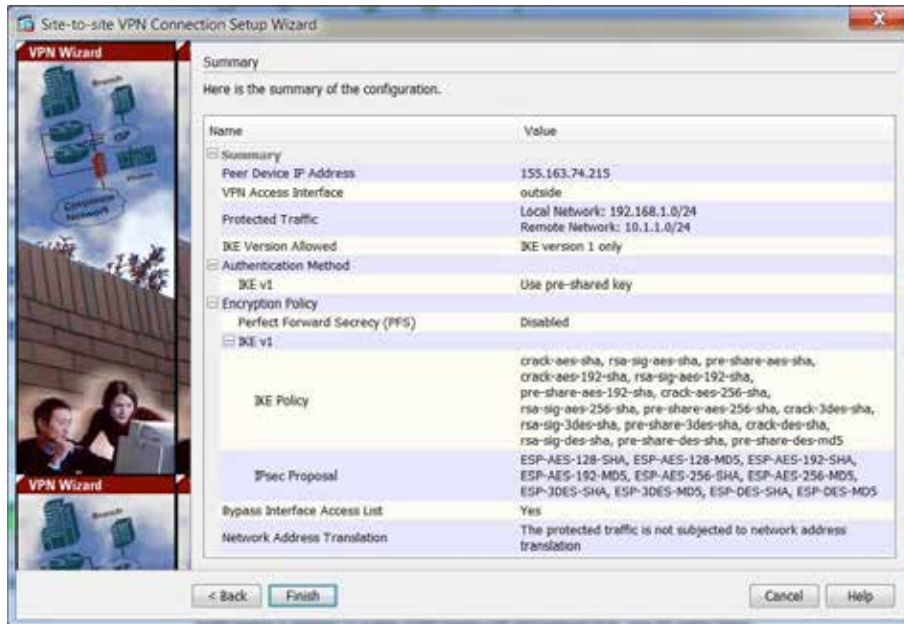 Site-to-site VPN Connection Setup Wizard
X
VPN Wizard
Branch
ISP
Home
Corporate
Network
Summary
Here is the summary of the configuration.
Name Value
Summary
Peer Device IP Address 155.163.74.215
VPN Access Interface outside
Protected Traffic Local Network: 192.168.1.0/24
Remote Network: 10.1.1.0/24
IKE Version Allowed IKE version 1 only
Authentication Method
IKE v1 Use pre-shared key
Encryption Policy
Perfect Forward Secrecy (PFS) Disabled
IKE v1
IKE Policy
crack-aes-sha, rsa-sig-aes-sha, pre-share-aes-sha,
crack-aes-192-sha, rsa-sig-aes-192-sha,
pre-share-aes-192-sha, crack-aes-256-sha,
rsa-sig-aes-256-sha, pre-share-aes-256-sha, crack-3des-sha,
rsa-sig-3des-sha, pre-share-3des-sha, crack-des-sha,
rsa-sig-des-sha, pre-share-des-sha, pre-share-des-md5
IPsec Proposal
ESP-AES-128-SHA, ESP-AES-128-MD5, ESP-AES-192-SHA,
ESP-AES-192-MD5, ESP-AES-256-SHA, ESP-AES-256-MD5,
ESP-3DES-SHA, ESP-3DES-MD5, ESP-DES-SHA, ESP-DES-MD5
Bypass Interface Access List Yes
Network Address Translation The protected traffic is not subjected to network address
translation
VPN Wizard
Branch
ISP
< Back Finish Cancel Help